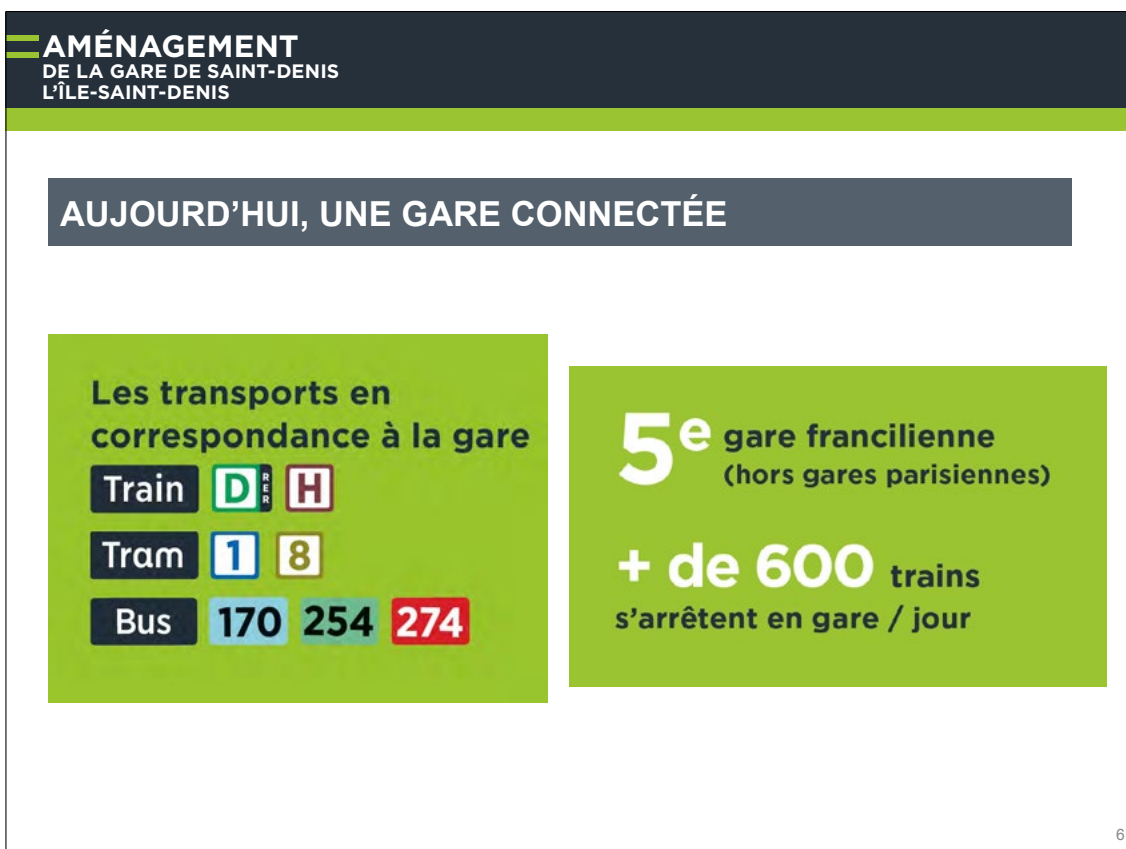 AMÉNAGEMENT
DE LA GARE DE SAINT-DENIS
L'ÎLE-SAINT-DENIS
AUJOURD'HUI, UNE GARE CONNECTÉE
Les transports en
correspondance à la gare
Train D RER H
Tram 1 8
Bus 170 254 274
5e gare francilienne
(hors gares parisiennes)
+ de 600 trains
s'arrêtent en gare / jour
6